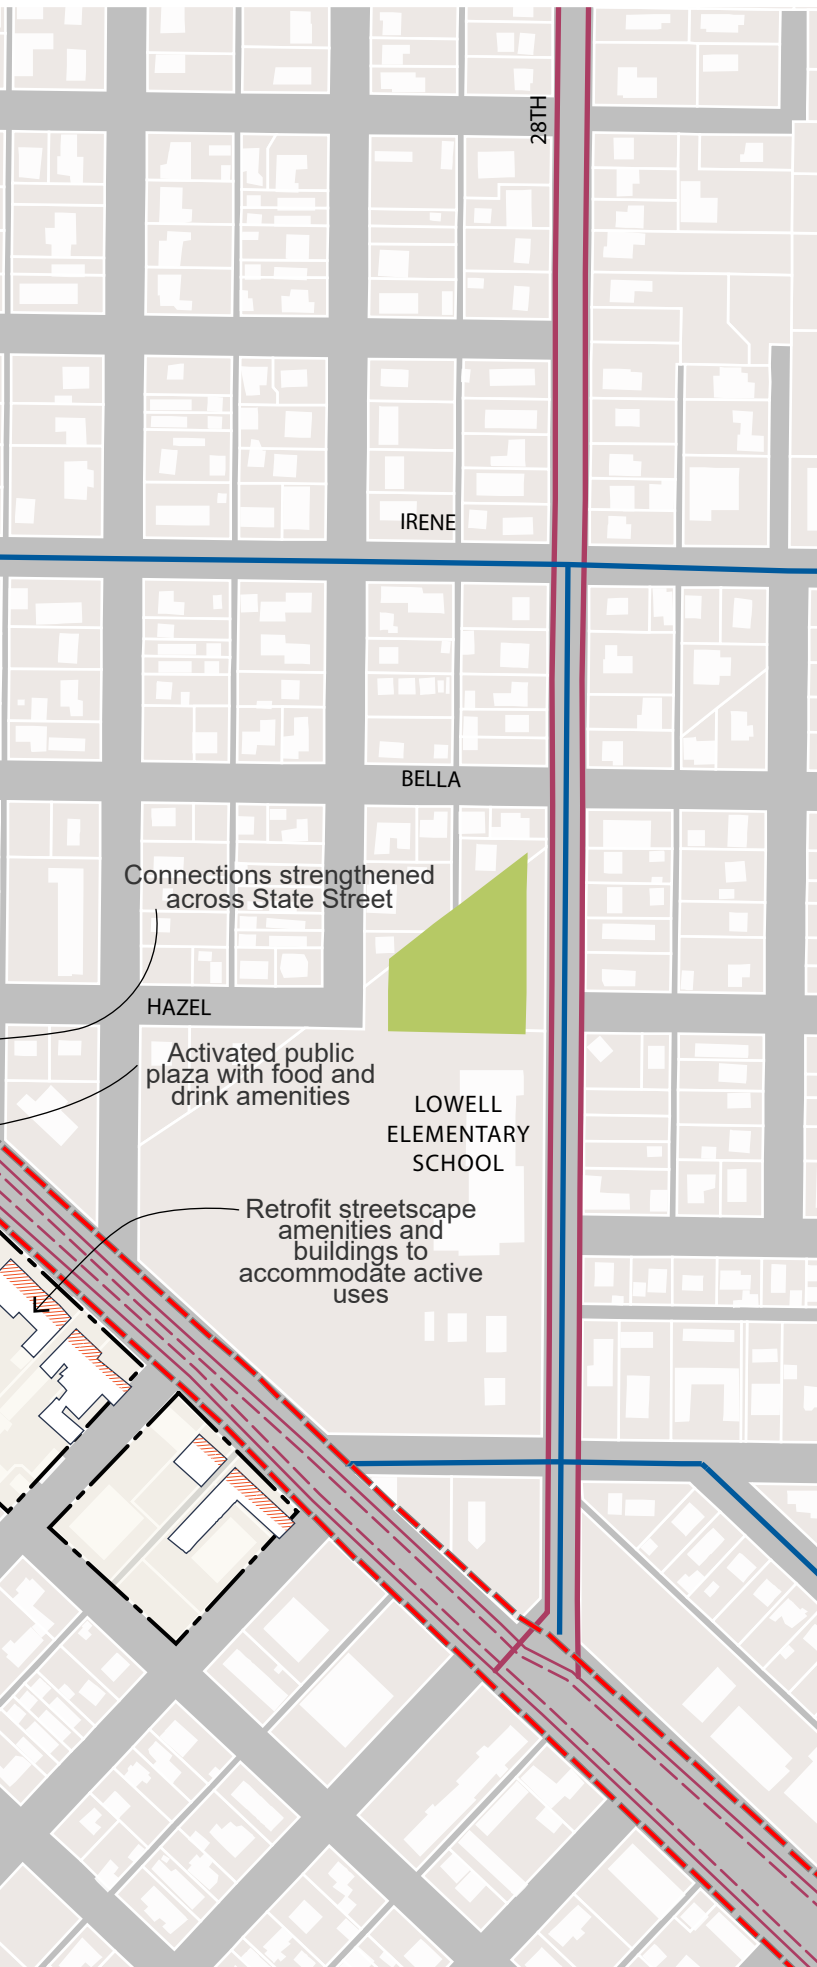 28TH
IRENE
BELLA
Connections strengthened
across State Street
HAZEL
Activated public
plaza with food and
drink amenities
LOWELL
ELEMENTARY
SCHOOL
Retrofit streetscape
amenities and
buildings to
accommodate active
uses